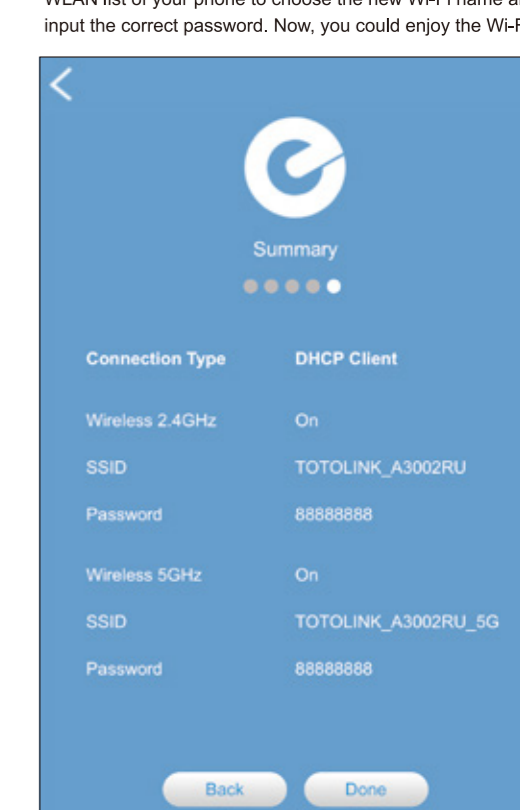 WLAN list of your phone to choose the new Wi-Fi name
input the correct password. Now, you could enjoy the Wi-F
Summary
Connection Type DHCP Client
Wireless 2.4GHz On
SSID TOTOLINK_A3002RU
Password 88888888
Wireless 5GHz On
SSID TOTOLINK_A3002RU_5G
Password 88888888
Back Done